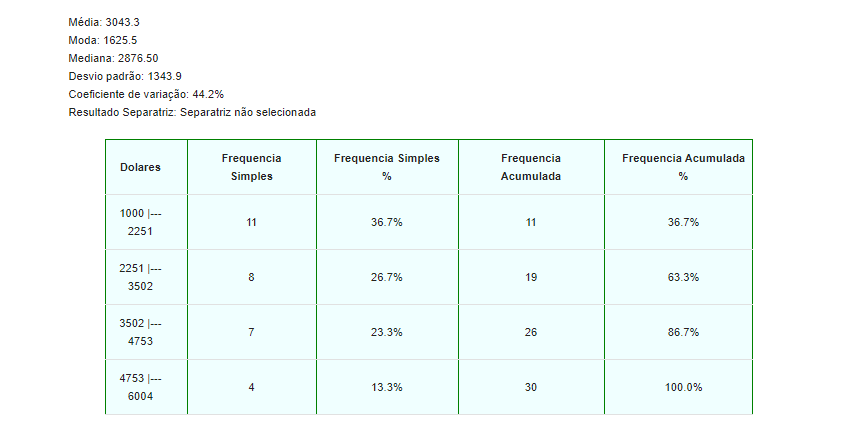 Média: 3043.3
Moda: 1625.5
Mediana: 2876.50
Desvio padrão: 1343.9
Coeficiente de variação: 44.2%
Resultado Separatriz: Separatriz não selecionada
Dolares Frequencia Simples Frequencia Simples % Frequencia Acumulada Frequencia Acumulada %
1000 |--- 2251 11 36.7% 11 36.7%
2251 |--- 3502 8 26.7% 19 63.3%
3502 |--- 4753 7 23.3% 26 86.7%
4753 |--- 6004 4 13.3% 30 100.0%